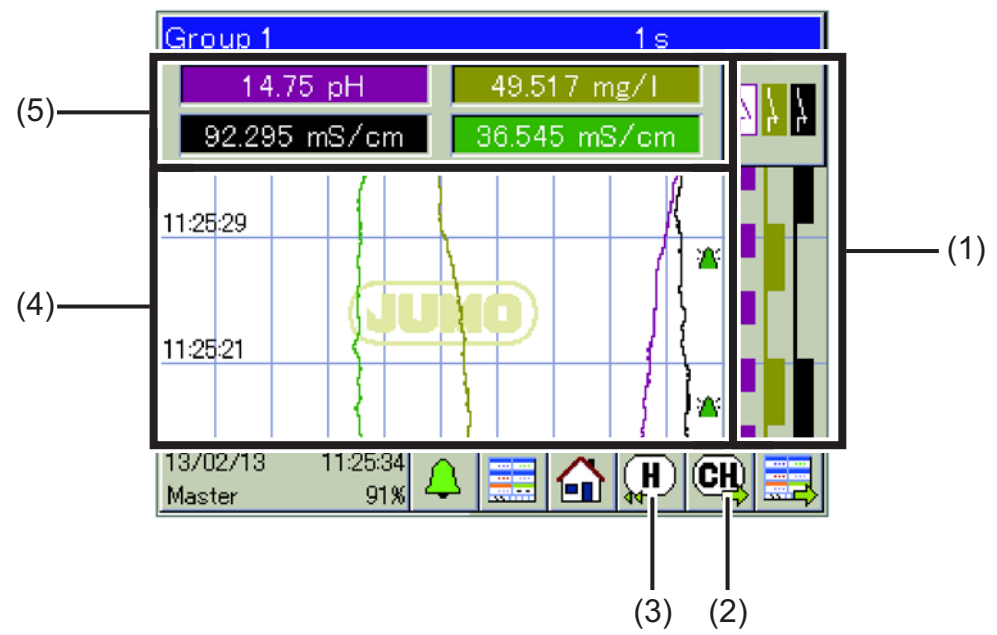 Group 1 1 s
14.75 pH 49.517 mg/l
(5)
92.295 mS/cm 36.545 mS/cm
11:25:29
(1)
(4)
JUMO
11:25:21
13/02/13 11:25:34
Master 91%
H CH
(3) (2)